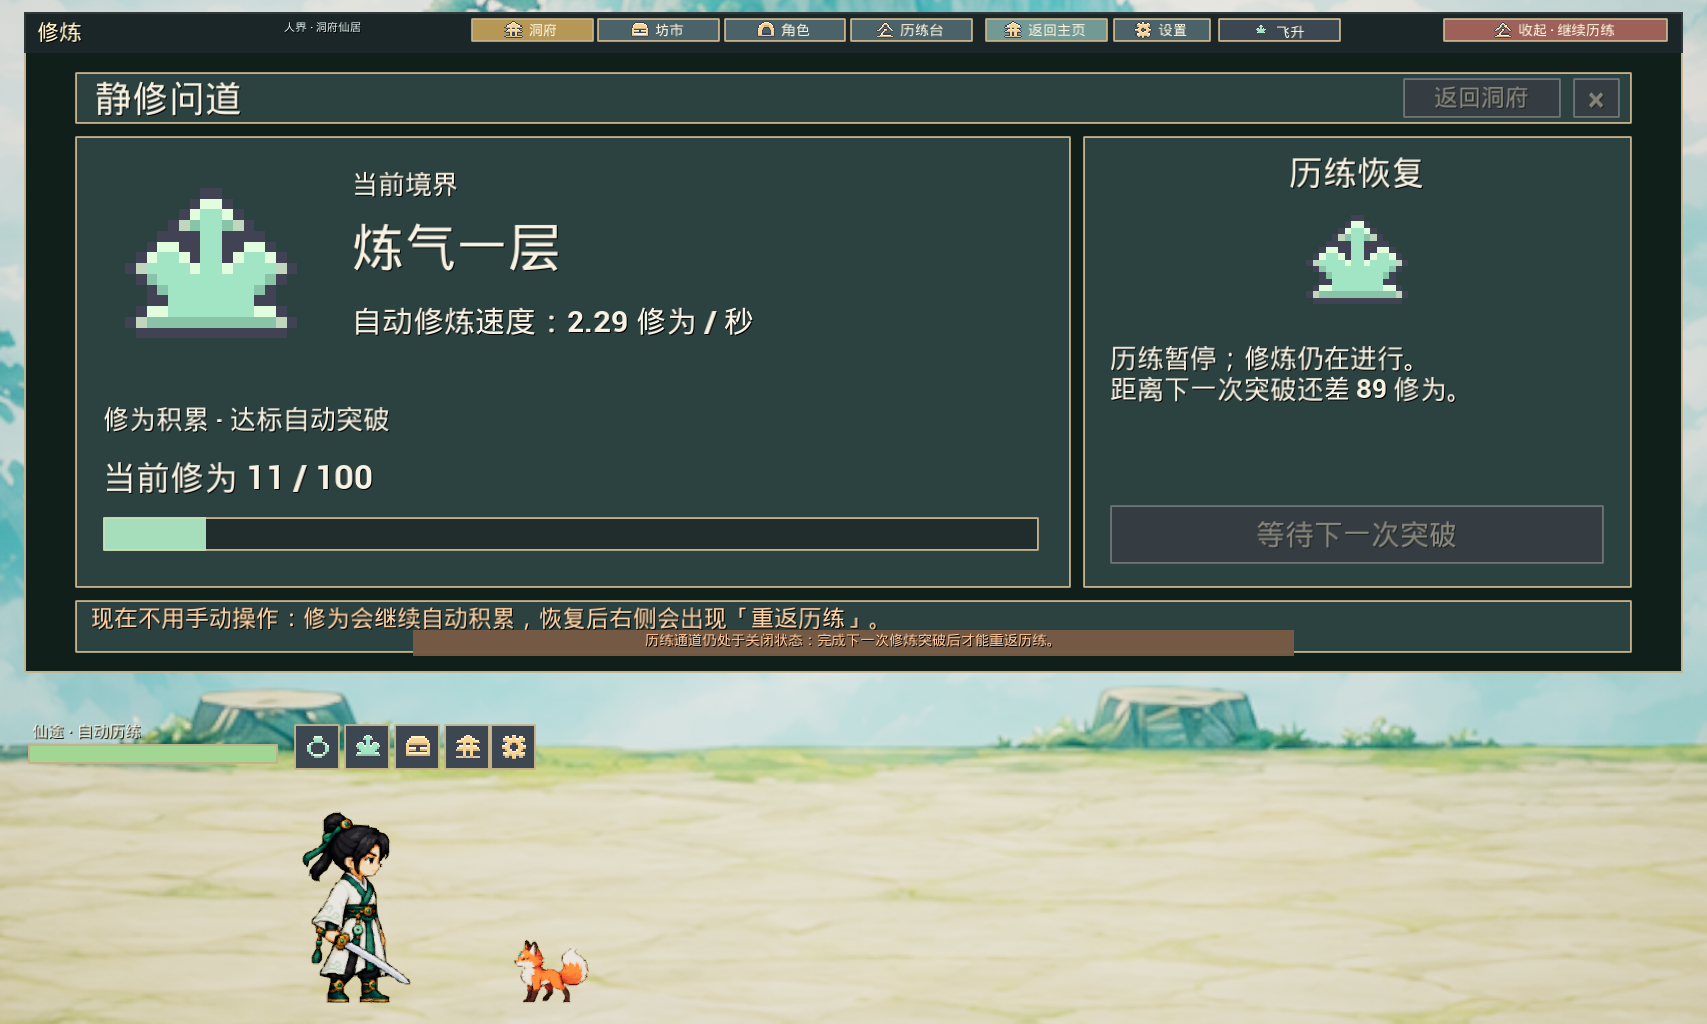 修炼
人界 · 洞府仙居
洞府
坊市
角色
历练台
返回主页
设置
飞升
收起 · 继续历练
静修问道
返回洞府
×
当前境界
炼气一层
自动修炼速度：2.29 修为 / 秒
修为积累 - 达标自动突破
当前修为 11 / 100
历练恢复
历练暂停；修炼仍在进行。
距离下一次突破还差 89 修为。
等待下一次突破
现在不用手动操作：修为会继续自动积累，恢复后右侧会出现「重返历练」。
历练通道仍处于关闭状态：完成下一次修炼突破后才能重返历练。
仙途 · 自动历练